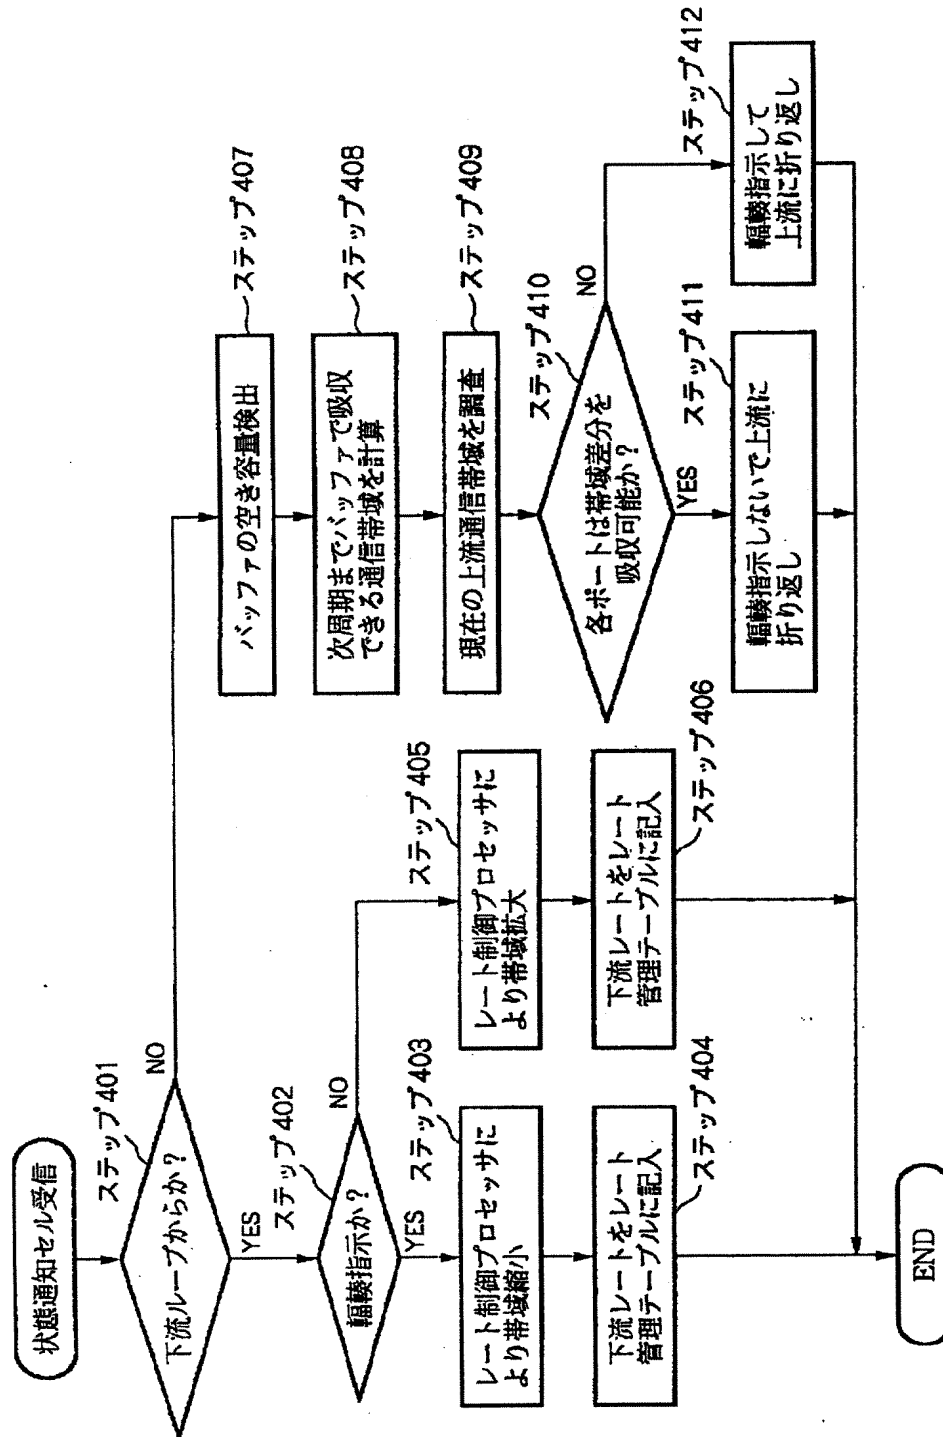 状態通知セル受信
ステップ401
下流ループからか？
NO
YES
ステップ402
輻輳指示か？
NO
YES
ステップ403
レート制御プロセッサに
より帯域縮小
下流レートをレート
管理テーブルに記入
ステップ404
ステップ405
レート制御プロセッサに
より帯域拡大
下流レートをレート
管理テーブルに記入
ステップ406
バッファの空き容量検出
ステップ407
次周期までバッファで吸収
できる通信帯域を計算
ステップ408
現在の上流通信帯域を調査
ステップ409
ステップ410
各ポートは帯域差分を
吸収可能か？
NO
YES
ステップ411
輻輳指示しないで上流に
折り返し
ステップ412
輻輳指示して
上流に折り返し
END